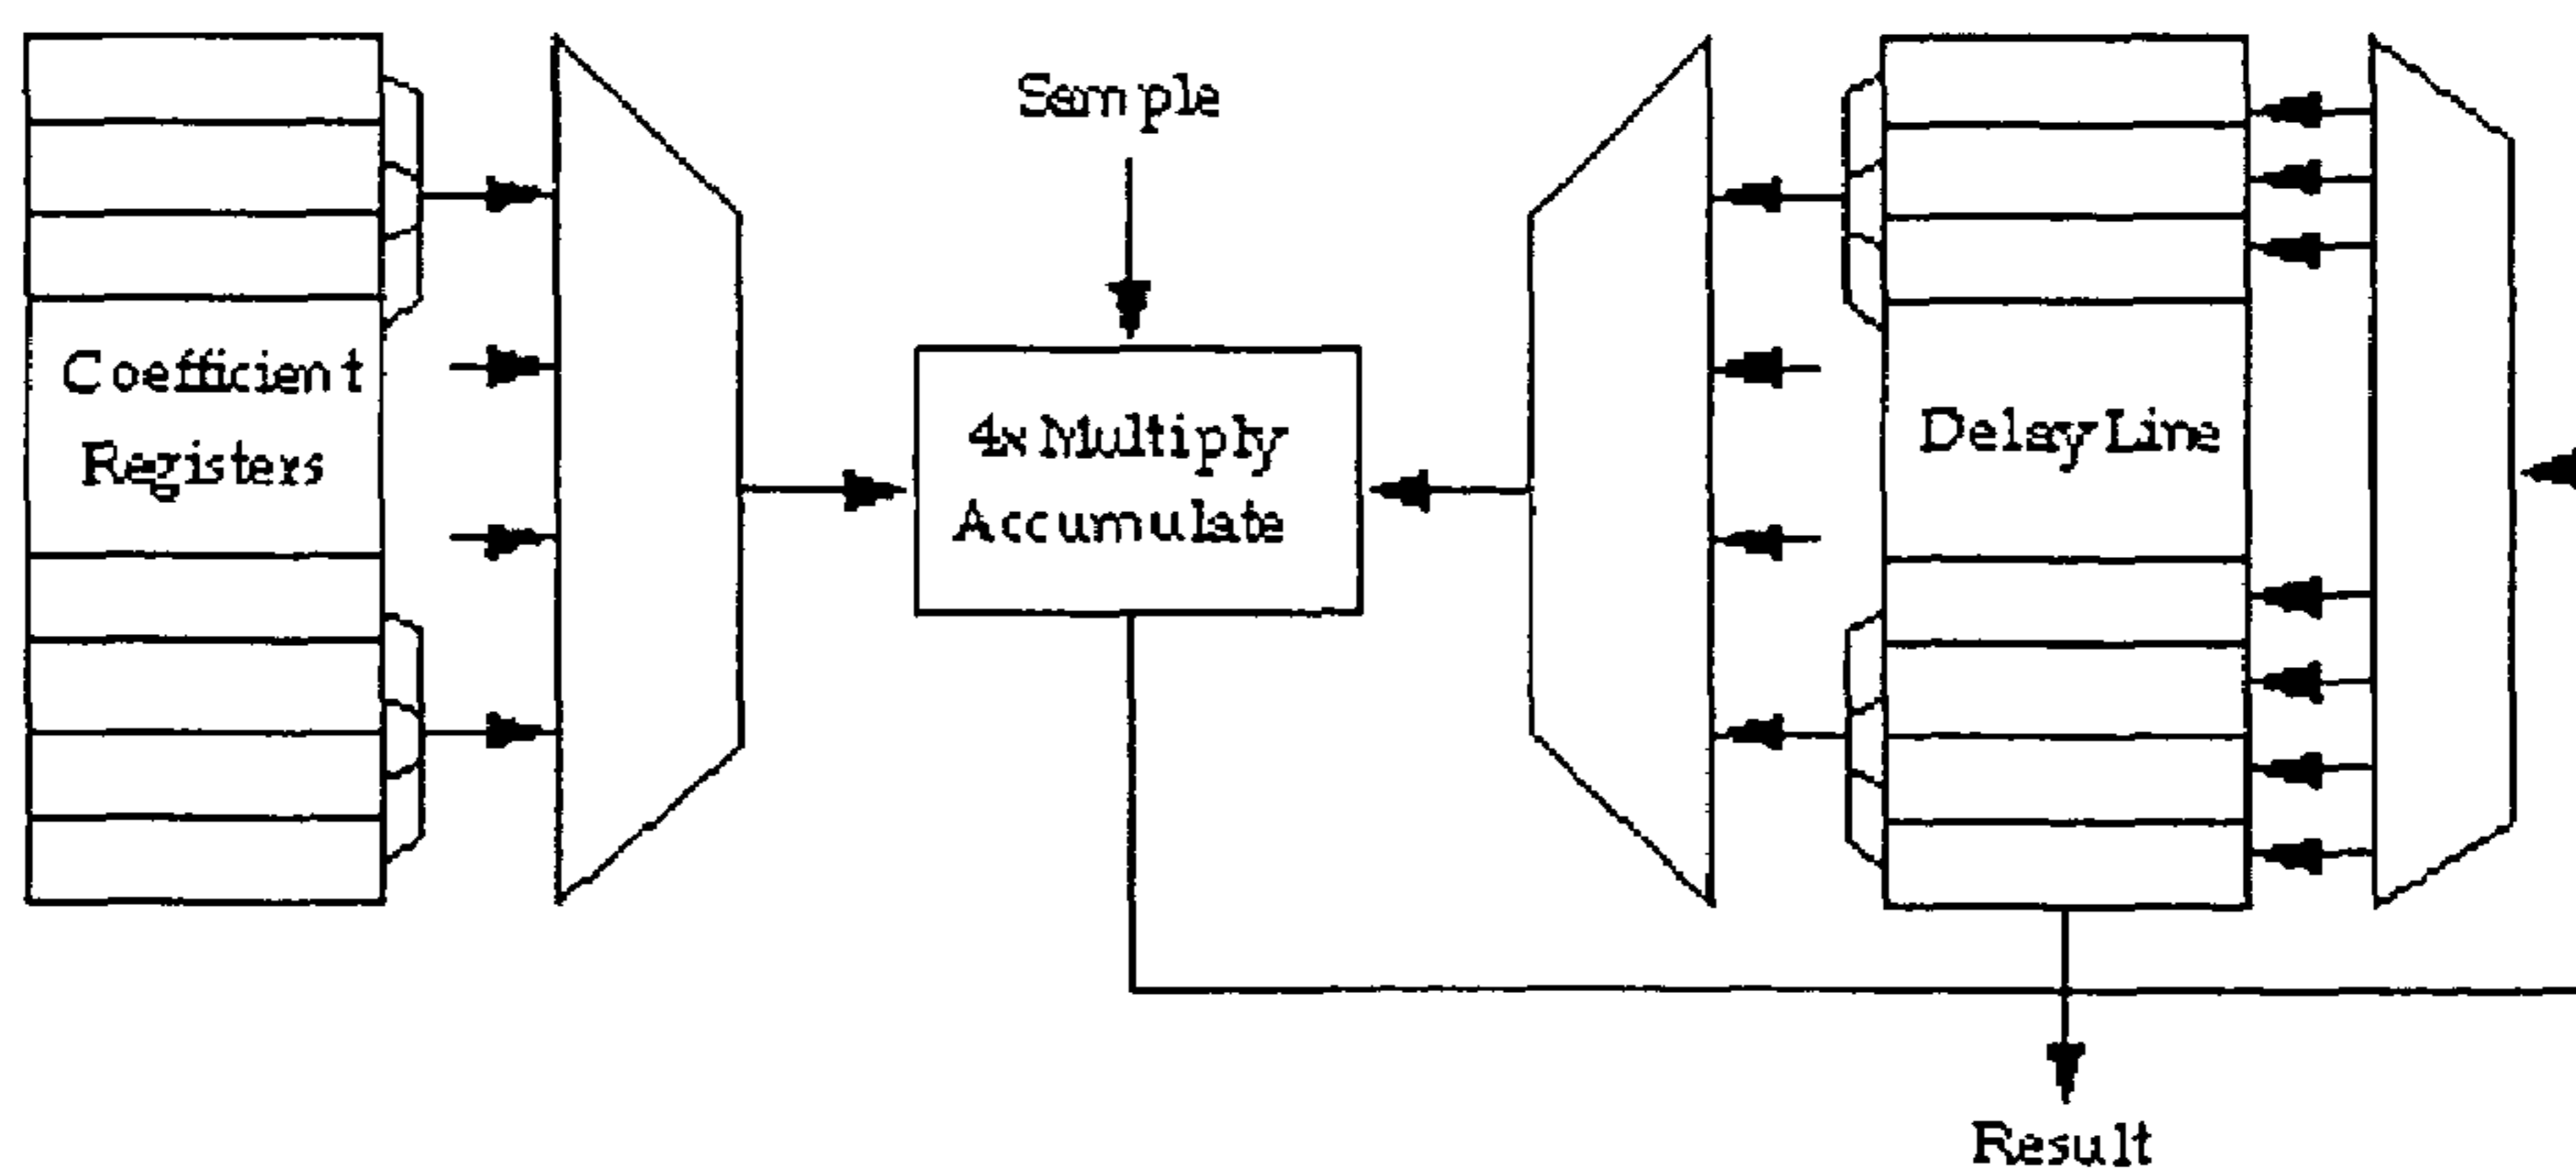 Sample
Coefficient
Registers
4x Multiply
Accumulate
Delay Line
Result